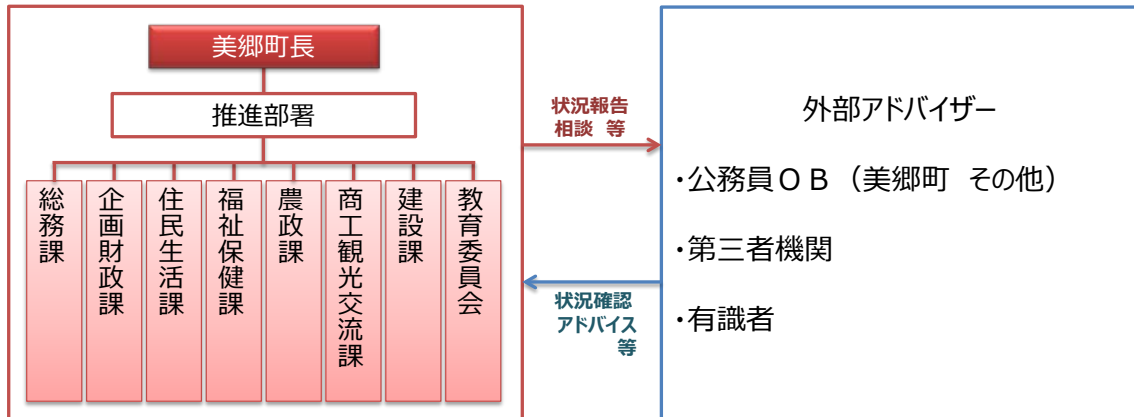 美郷町長
推進部署
総務課
企画財政課
住民生活課
福祉保健課
農政課
商工観光交流課
建設課
教育委員会
状況報告
相談 等
状況確認
アドバイス
等
外部アドバイザー
・公務員OB（美郷町 その他）
・第三者機関
・有識者